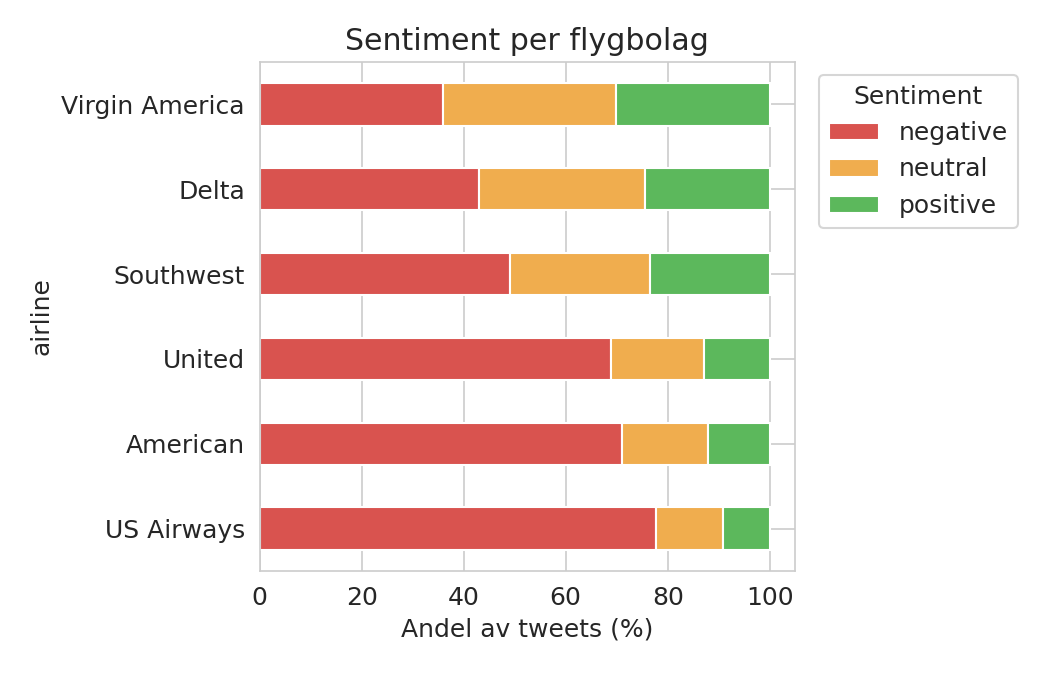 Sentiment per flygbolag
Virgin America
Delta
Southwest
United
American
US Airways
airline
0 20 40 60 80 100
Andel av tweets (%)
Sentiment
negative
neutral
positive